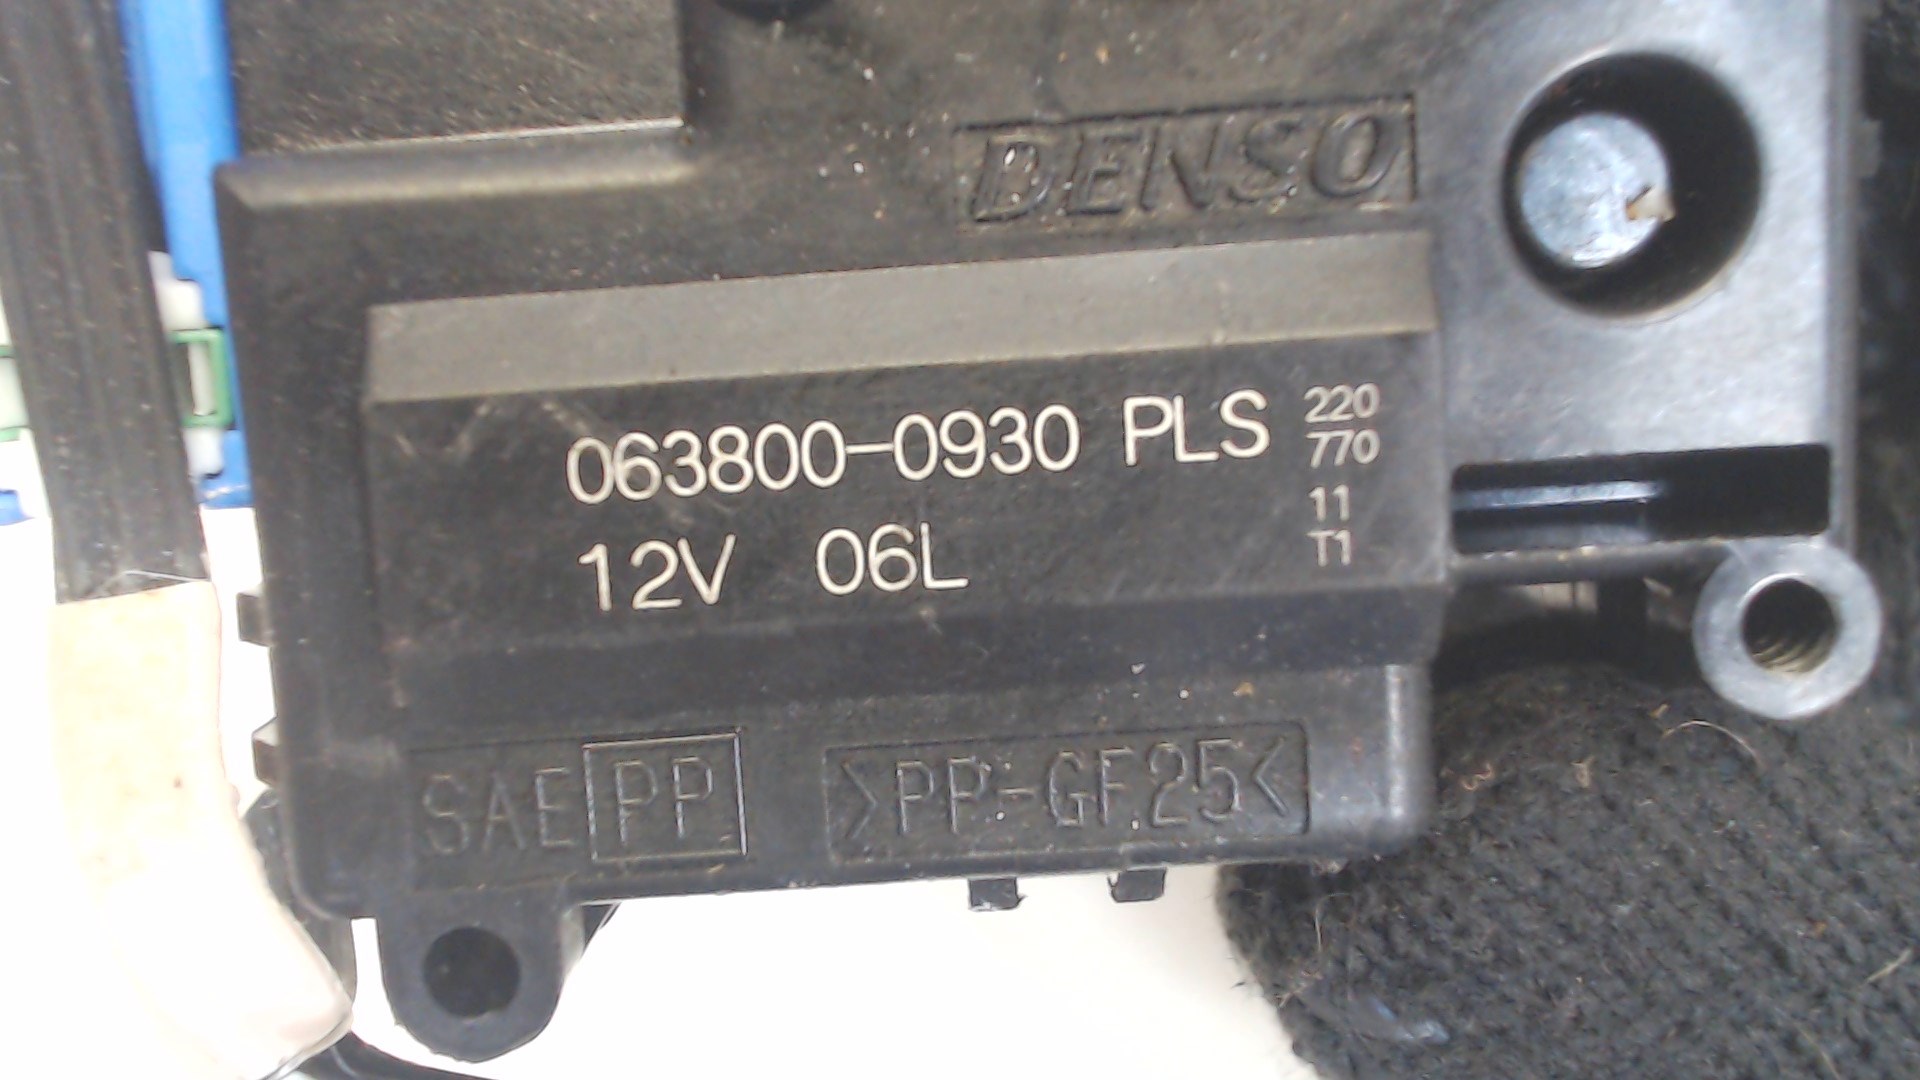 DENSO
063800-0930 PLS
220
770
12V 06L
11
T1
SAE PP
>PP-GF25<